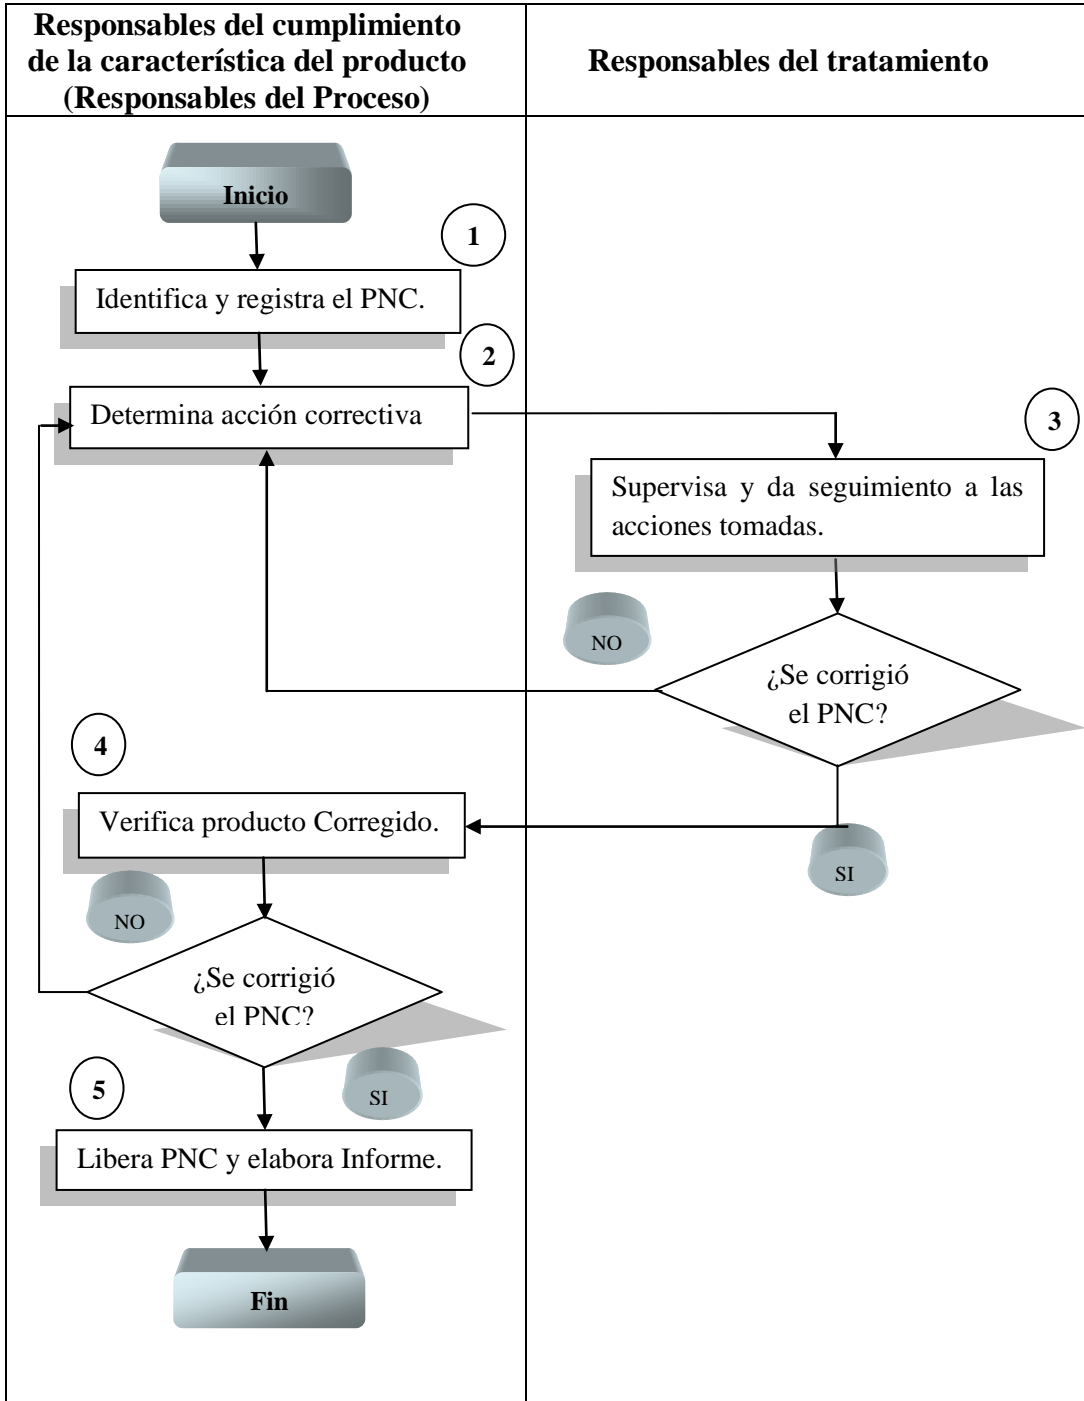 Responsables del cumplimiento
de la característica del producto
(Responsables del Proceso)
Responsables del tratamiento
Inicio
1
Identifica y registra el PNC.
2
Determina acción correctiva
3
Supervisa y da seguimiento a las
acciones tomadas.
NO
¿Se corrigió
el PNC?
4
Verifica producto Corregido.
SI
NO
¿Se corrigió
el PNC?
SI
5
Libera PNC y elabora Informe.
Fin